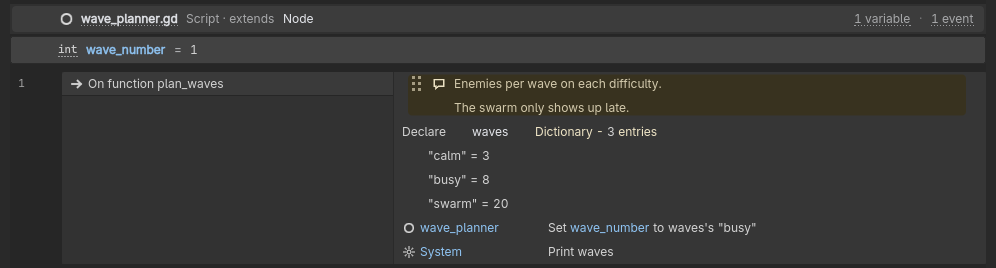 wave_planner.gd Script · extends Node 1 variable · 1 event
int wave_number = 1
1 On function plan_waves
Enemies per wave on each difficulty.
The swarm only shows up late.
Declare waves Dictionary - 3 entries
"calm" = 3
"busy" = 8
"swarm" = 20
wave_planner Set wave_number to waves's "busy"
System Print waves